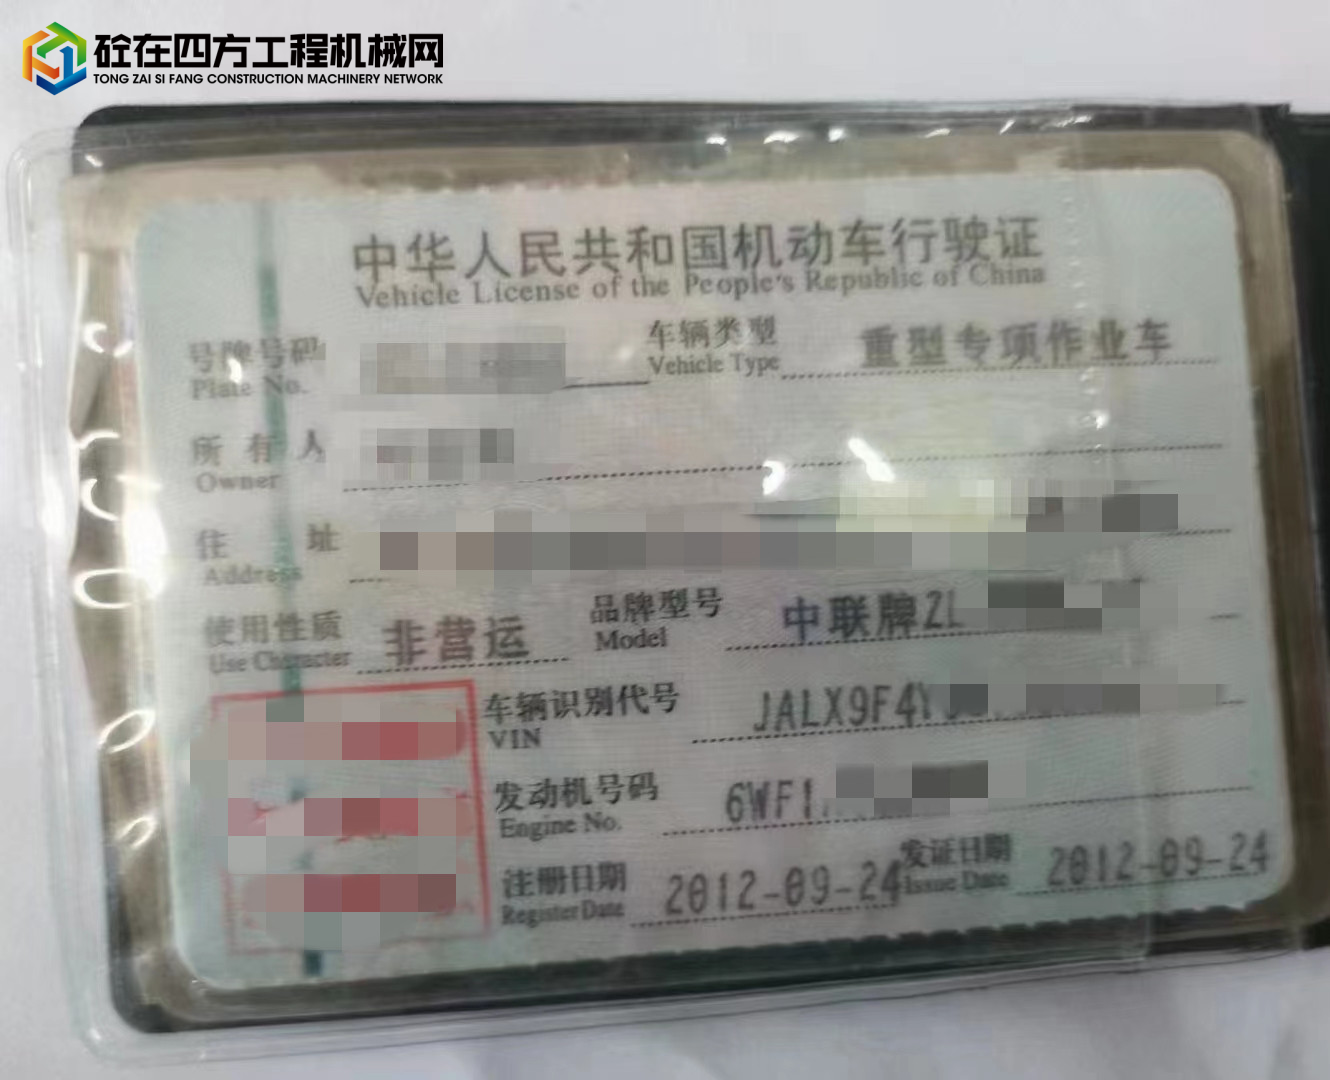 砼在四方工程机械网
TONG ZAI SI FANG CONSTRUCTION MACHINERY NETWORK
中华人民共和国机动车行驶证
Vehicle License of the People's Republic of China
号牌号码 车辆类型 重型专项作业车
Plate No. Vehicle Type
所有人
Owner
住址
Address
使用性质 非营运 品牌型号 中联牌ZL
Use Character Model
车辆识别代号 JALX9F4Y
VIN
发动机号码 6WF1
Engine No.
注册日期 2012-09-24 发证日期 2012-09-24
Register Date Issue Date